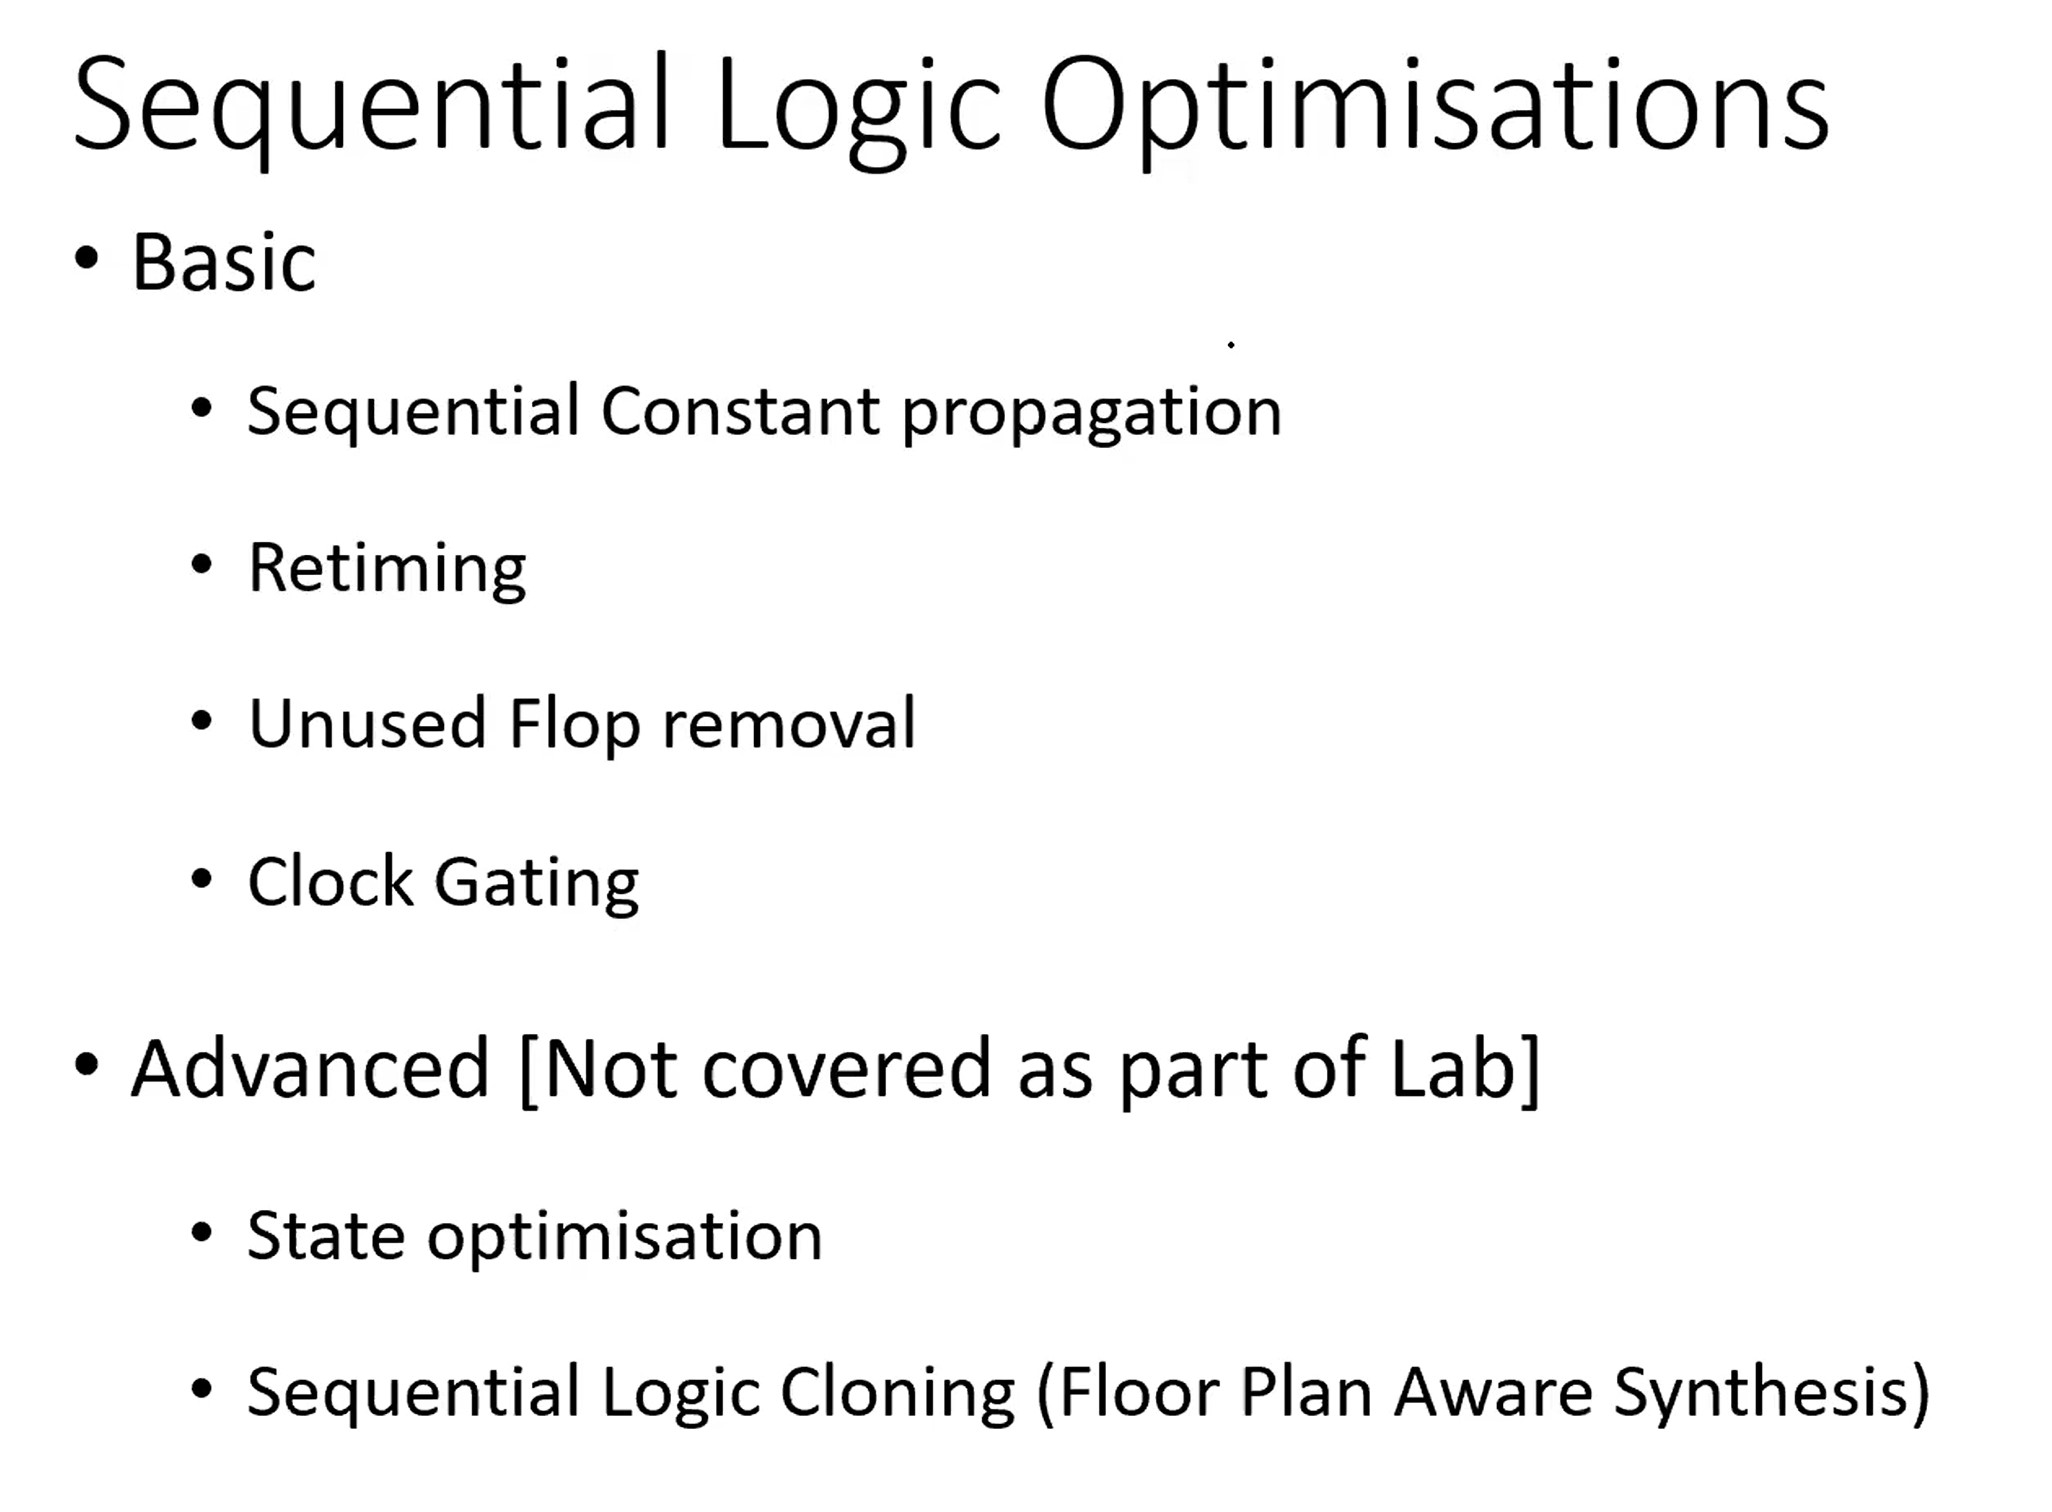 Sequential Logic Optimisations
• Basic
• Sequential Constant propagation
• Retiming
• Unused Flop removal
• Clock Gating
• Advanced [Not covered as part of Lab]
• State optimisation
• Sequential Logic Cloning (Floor Plan Aware Synthesis)